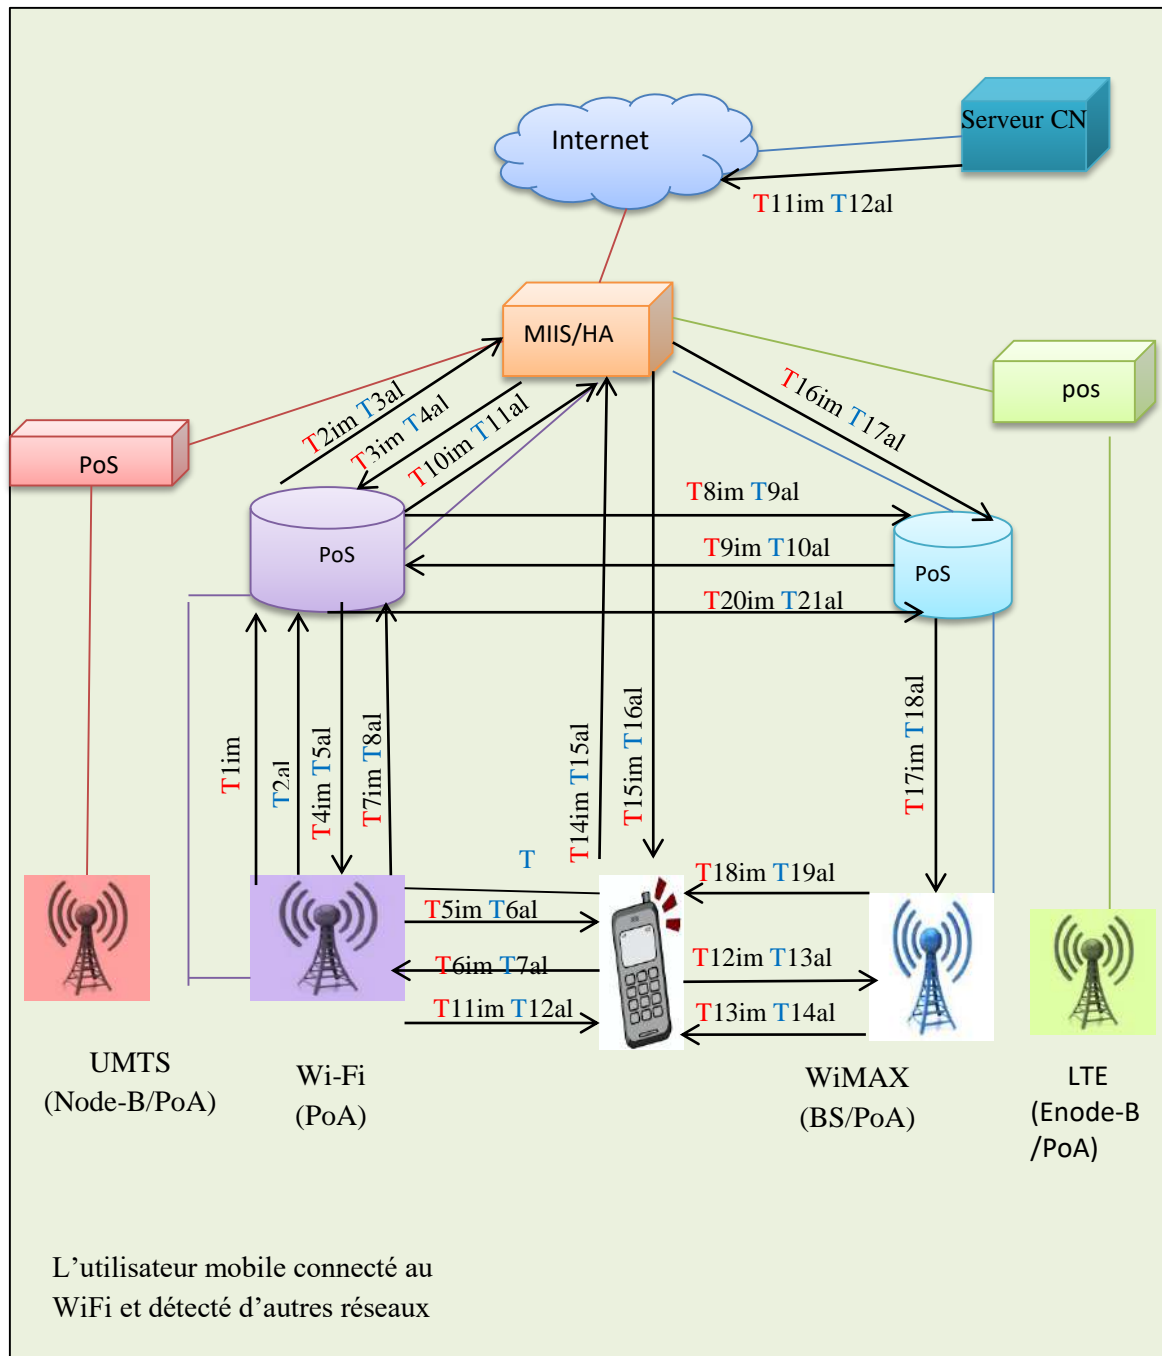 Serveur CN
Internet
T11im T12al
MIIS/HA
T16im T17al
pos
T2im T3al
T3im T4al
T10im T11al
PoS
T8im T9al
PoS
T9im T10al
PoS
T20im T21al
T1im
T2al
T4im T5al
T7im T8al
T14im T15al
T15im T16al
T17im T18al
T
T18im T19al
T5im T6al
T6im T7al
T12im T13al
T11im T12al
T13im T14al
UMTS
(Node-B/PoA)
Wi-Fi
(PoA)
WiMAX
(BS/PoA)
LTE
(Enode-B
/PoA)
L’utilisateur mobile connecté au
WiFi et détecté d’autres réseaux